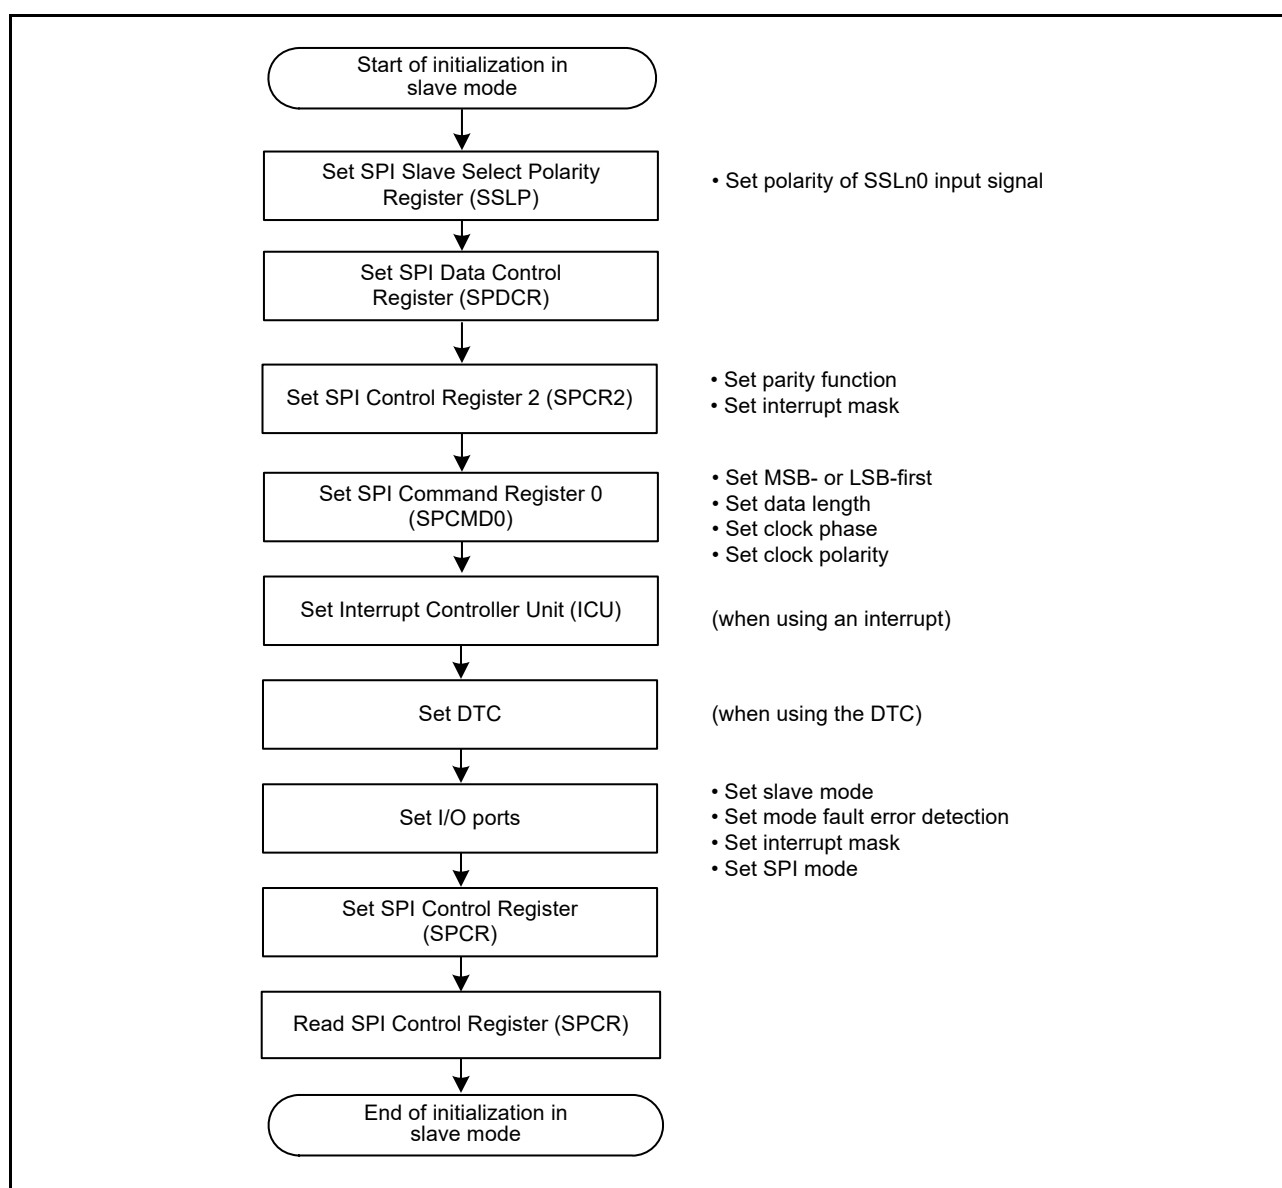 Start of initialization in
slave mode
Set SPI Slave Select Polarity
Register (SSLP)
• Set polarity of SSLn0 input signal
Set SPI Data Control
Register (SPDCR)
Set SPI Control Register 2 (SPCR2)
• Set parity function
• Set interrupt mask
Set SPI Command Register 0
(SPCMD0)
• Set MSB- or LSB-first
• Set data length
• Set clock phase
• Set clock polarity
Set Interrupt Controller Unit (ICU)
(when using an interrupt)
Set DTC
(when using the DTC)
Set I/O ports
• Set slave mode
• Set mode fault error detection
• Set interrupt mask
• Set SPI mode
Set SPI Control Register
(SPCR)
Read SPI Control Register (SPCR)
End of initialization in
slave mode